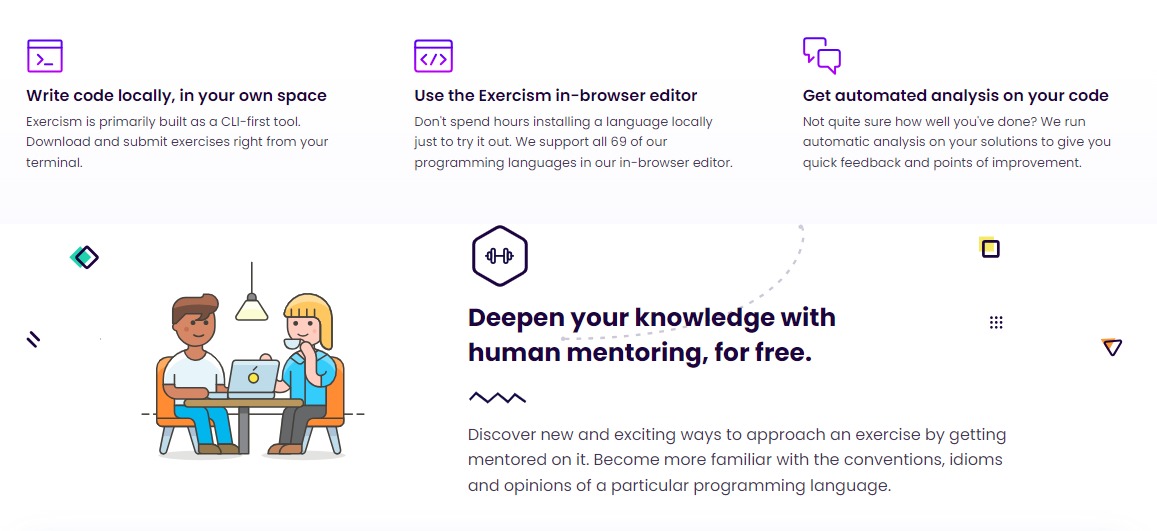 Write code locally, in your own space
Exercism is primarily built as a CLI-first tool.
Download and submit exercises right from your
terminal.
Use the Exercism in-browser editor
Don't spend hours installing a language locally
just to try it out. We support all 69 of our
programming languages in our in-browser editor.
Get automated analysis on your code
Not quite sure how well you've done? We run
automatic analysis on your solutions to give you
quick feedback and points of improvement.
Deepen your knowledge with
human mentoring, for free.
Discover new and exciting ways to approach an exercise by getting
mentored on it. Become more familiar with the conventions, idioms
and opinions of a particular programming language.